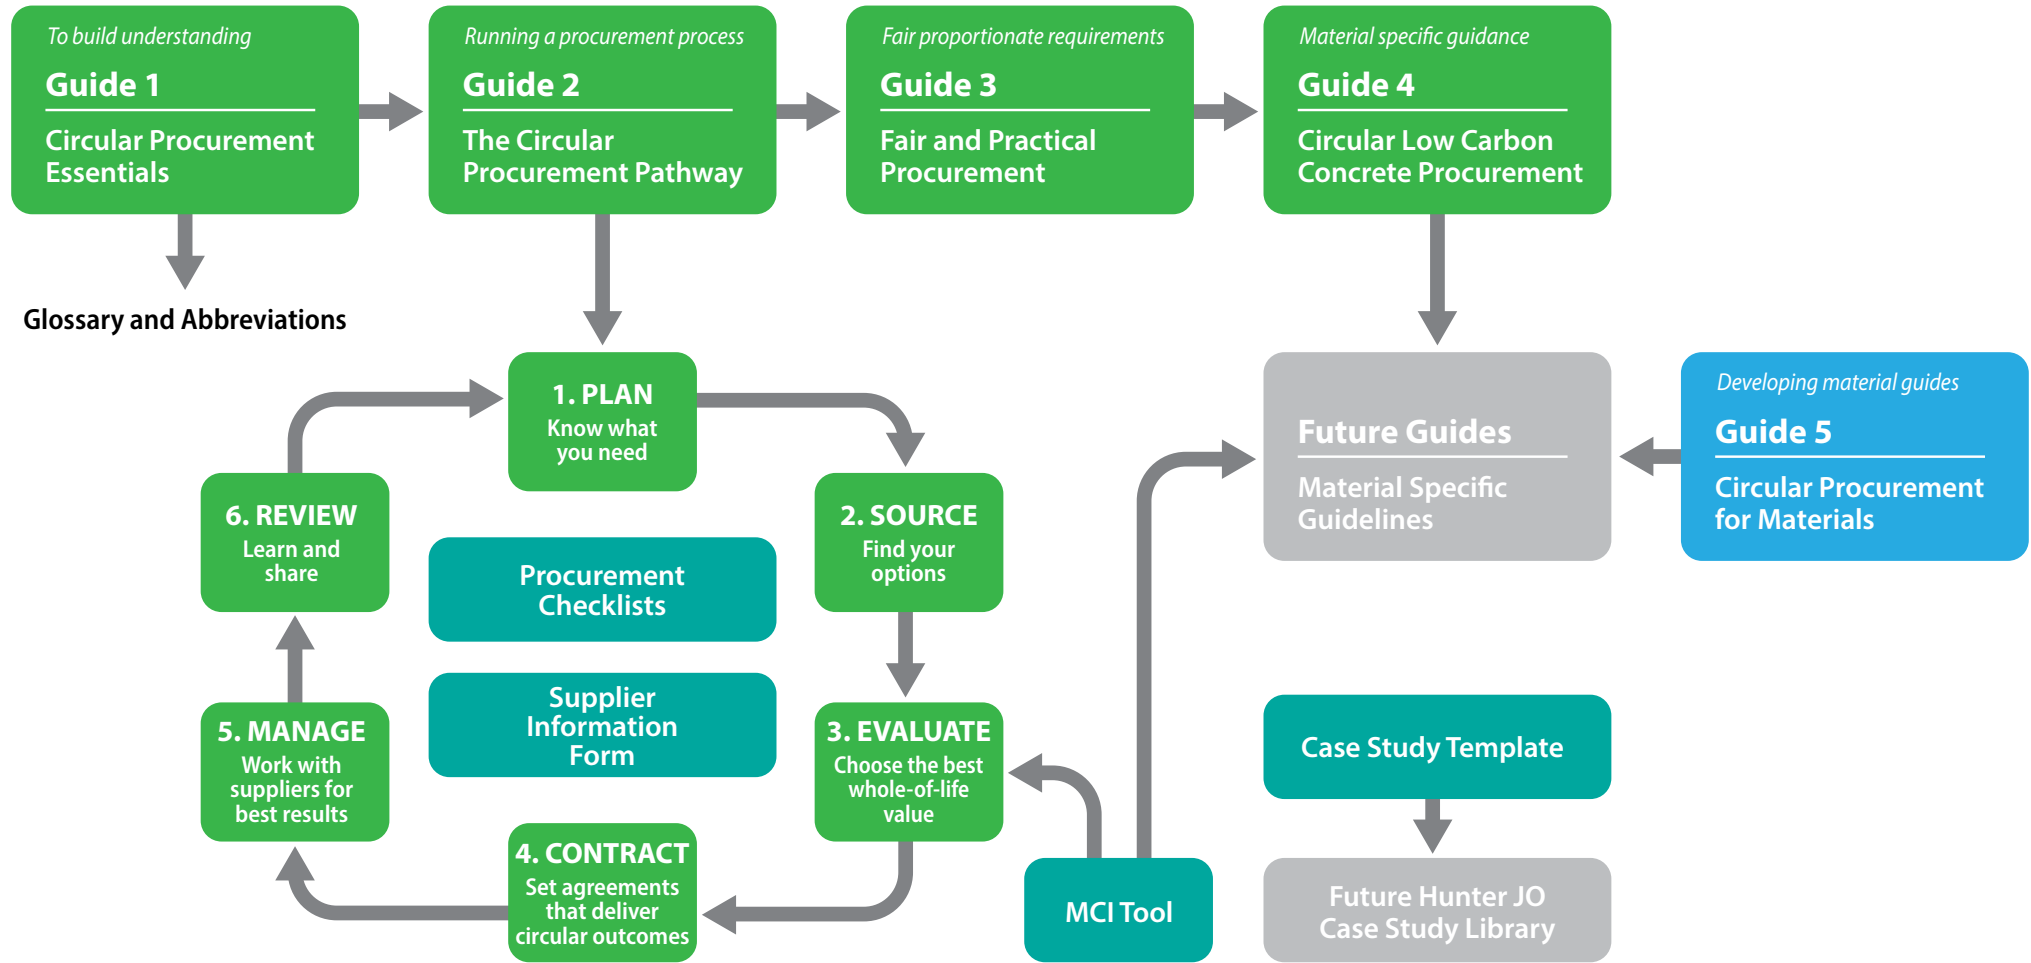 To build understanding
Guide 1
Circular Procurement
Essentials
Running a procurement process
Guide 2
The Circular
Procurement Pathway
Fair proportionate requirements
Guide 3
Fair and Practical
Procurement
Material specific guidance
Guide 4
Circular Low Carbon
Concrete Procurement
Glossary and Abbreviations
1. PLAN
Know what
you need
2. SOURCE
Find your
options
3. EVALUATE
Choose the best
whole-of-life
value
4. CONTRACT
Set agreements
that deliver
circular outcomes
5. MANAGE
Work with
suppliers for
best results
6. REVIEW
Learn and
share
Procurement
Checklists
Supplier
Information
Form
MCI Tool
Future Guides
Material Specific
Guidelines
Developing material guides
Guide 5
Circular Procurement
for Materials
Case Study Template
Future Hunter JO
Case Study Library